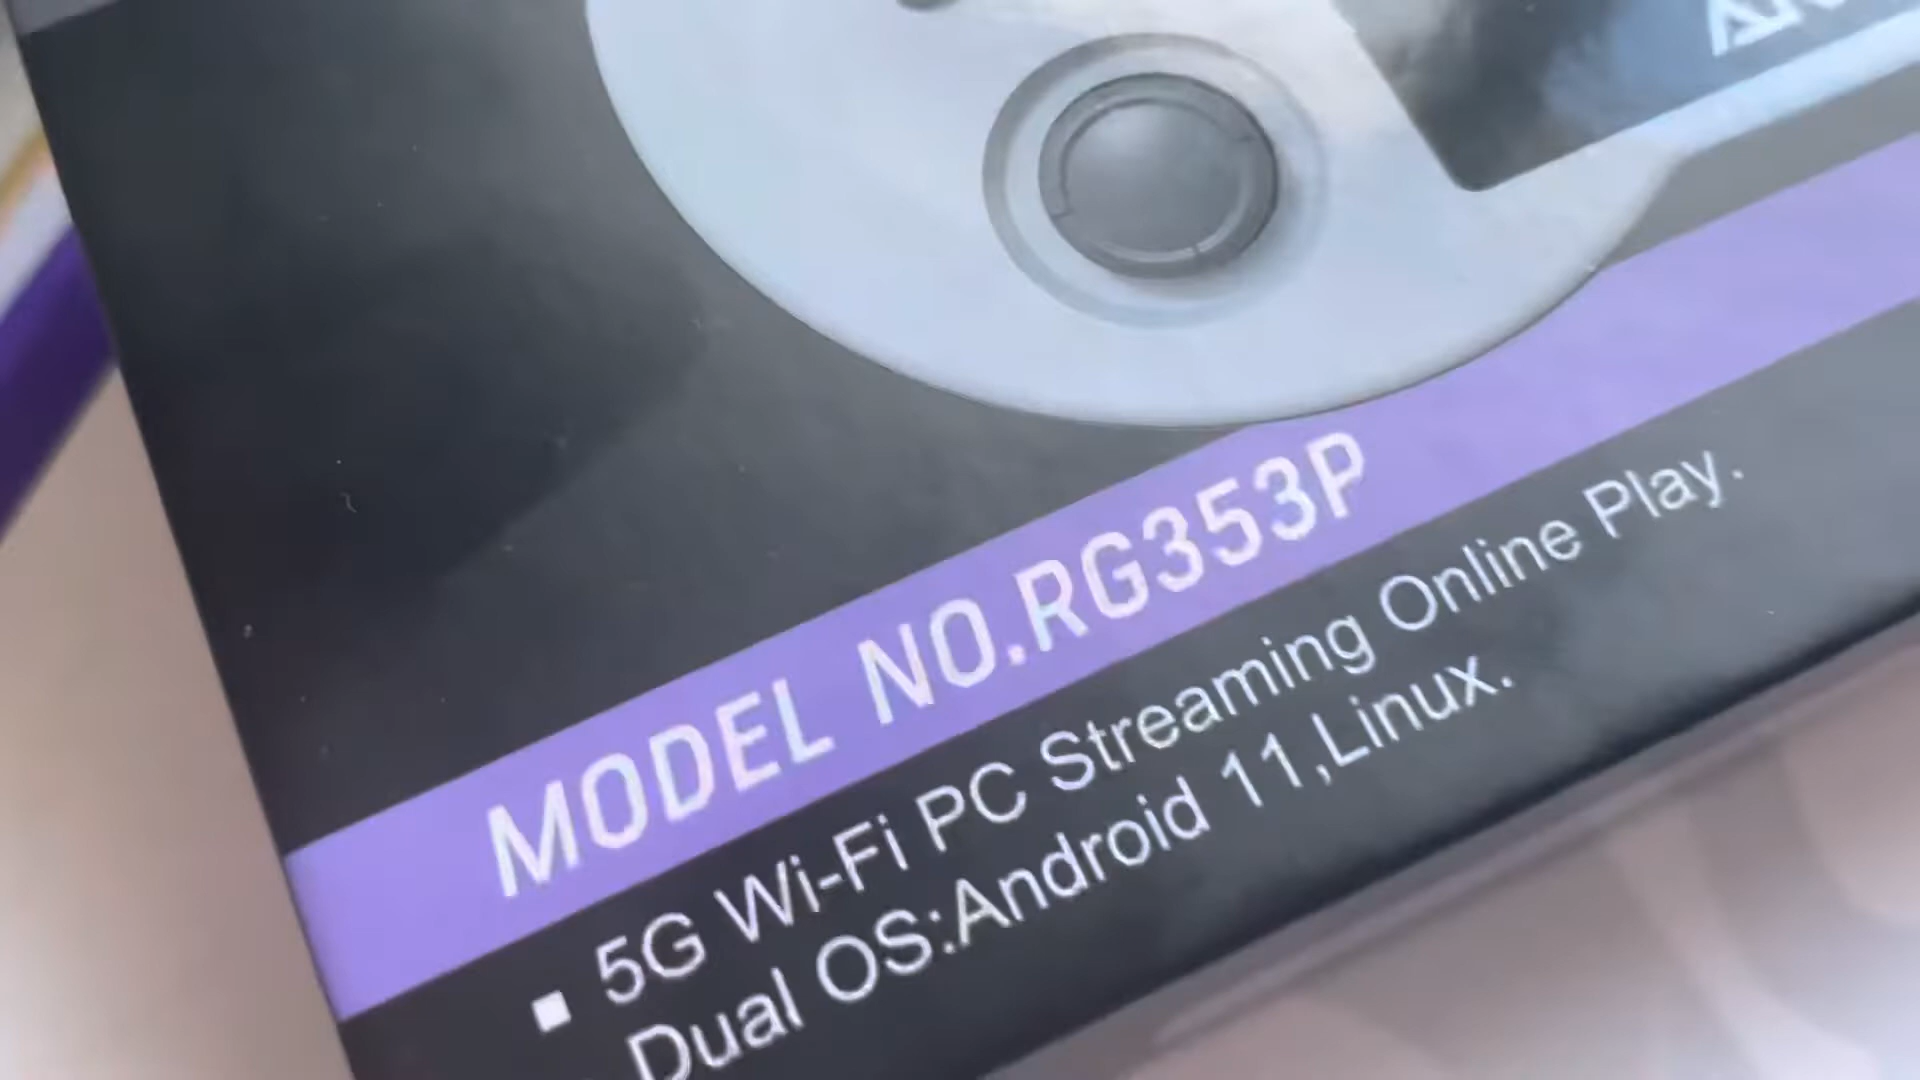 MODEL NO.RG353P
5G Wi-Fi PC Streaming Online Play.
Dual OS:Android 11,Linux.